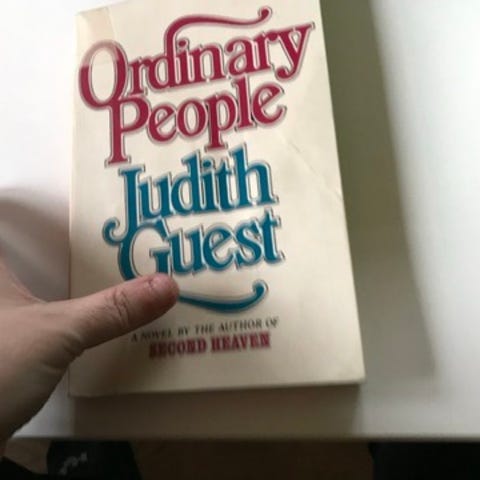 Ordinary
People
Judith
Guest
A NOVEL BY THE AUTHOR OF
SECOND HEAVEN